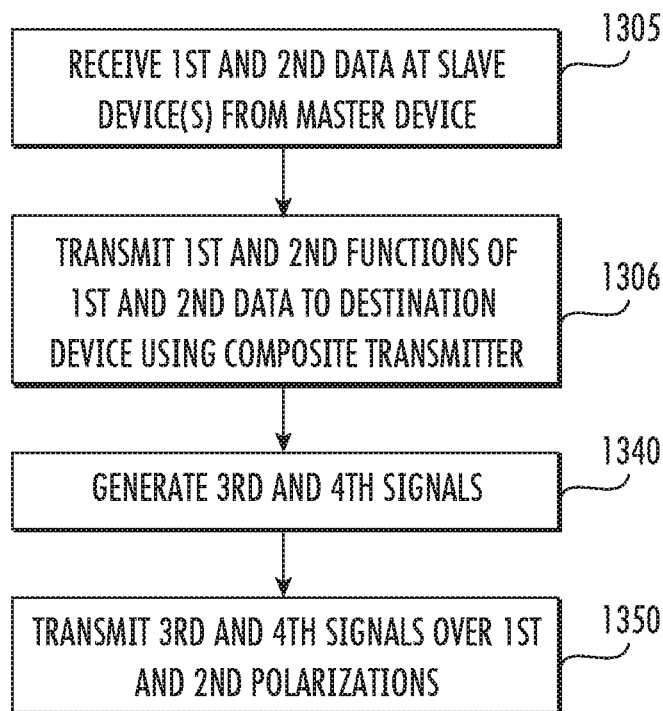 1305
RECEIVE 1ST AND 2ND DATA AT SLAVE
DEVICE(S) FROM MASTER DEVICE
TRANSMIT 1ST AND 2ND FUNCTIONS OF
1ST AND 2ND DATA TO DESTINATION
DEVICE USING COMPOSITE TRANSMITTER
1306
1340
GENERATE 3RD AND 4TH SIGNALS
1350
TRANSMIT 3RD AND 4TH SIGNALS OVER 1ST
AND 2ND POLARIZATIONS